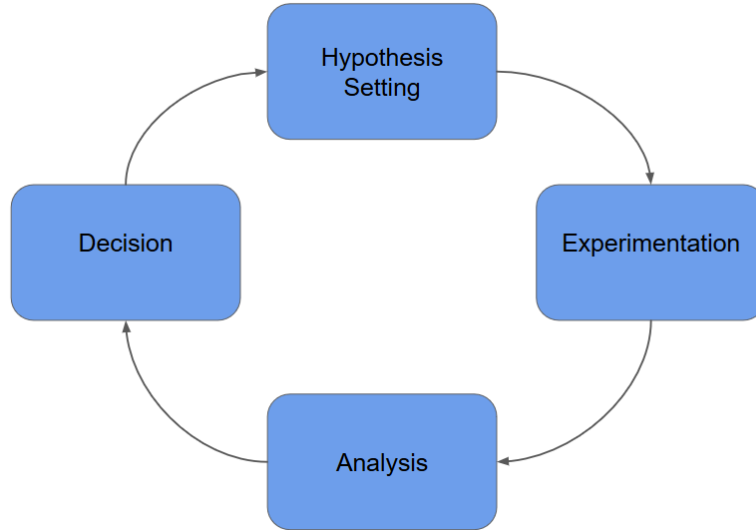 Hypothesis
Setting
Decision
Experimentation
Analysis